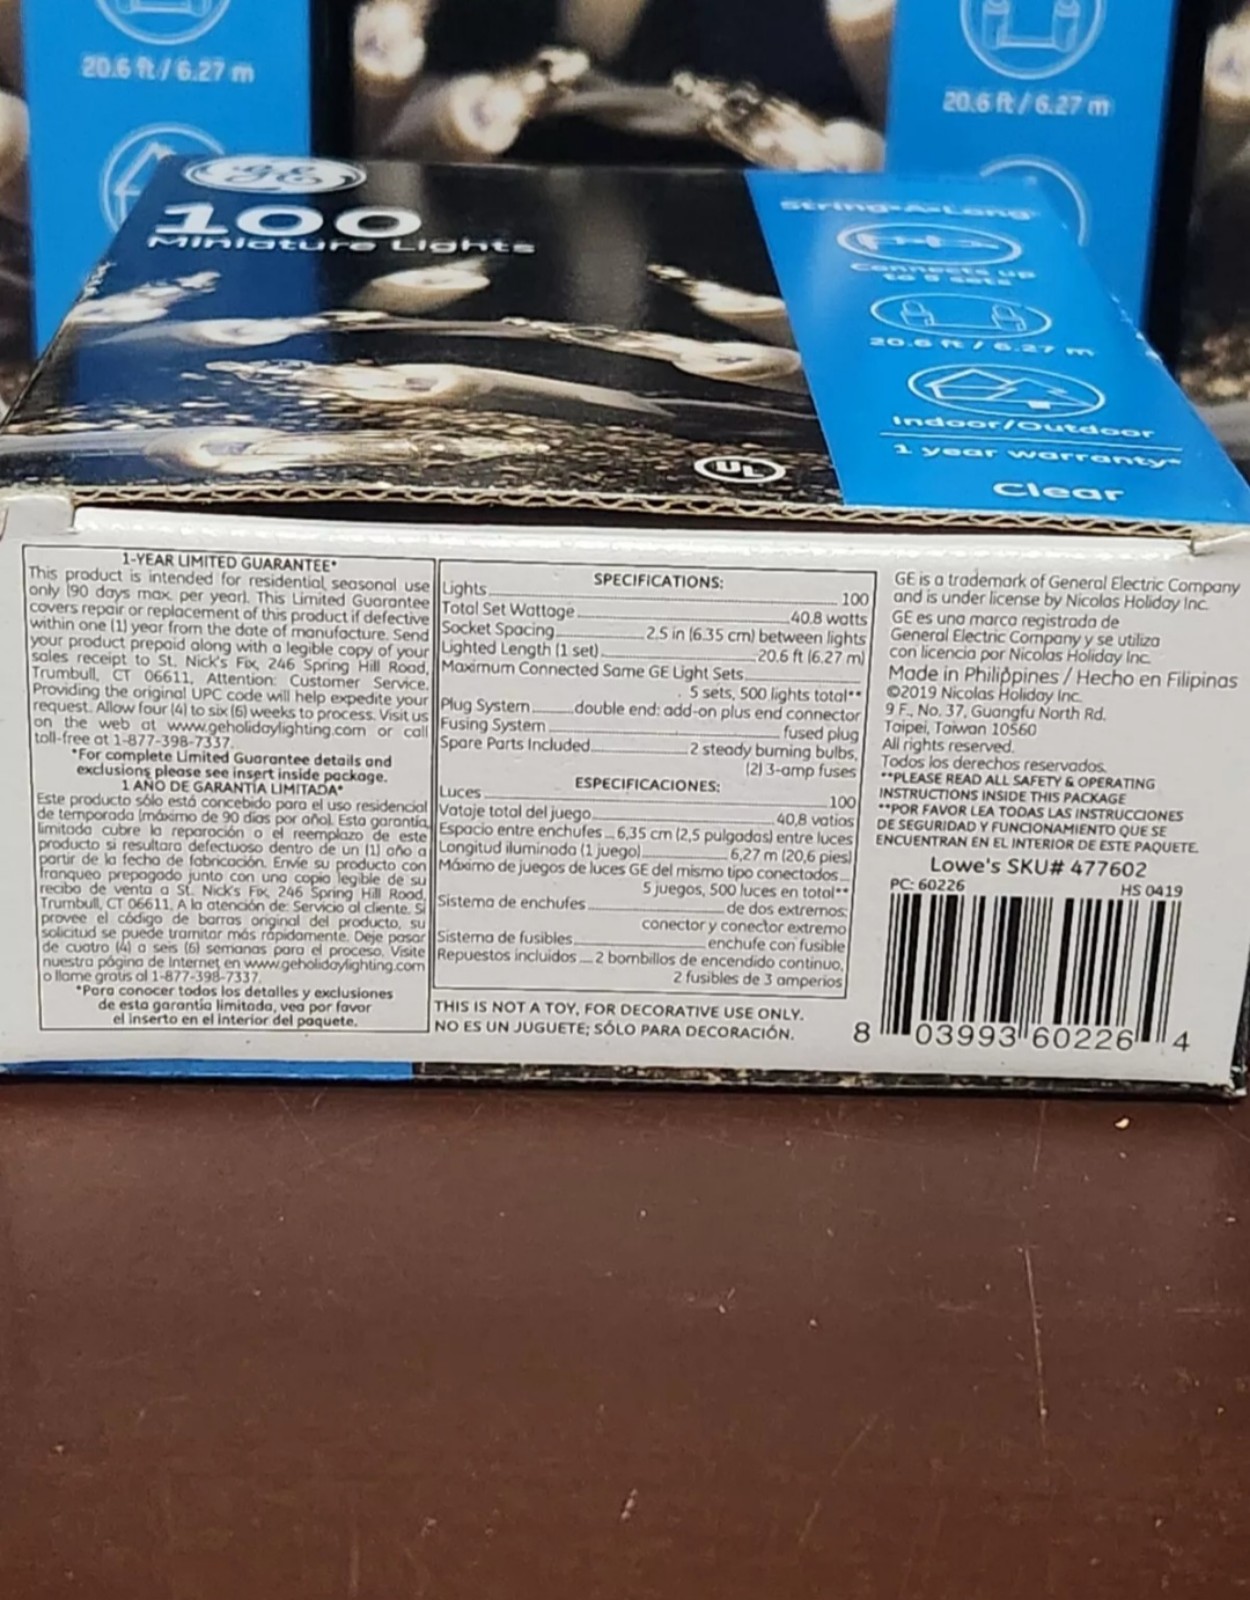 20.6 ft / 6.27 m
20.6 ft / 6.27 m
GE
100
Miniature Lights
String-A-Long
Connects up
to 5 sets
20.6 ft / 6.27 m
Indoor/Outdoor
1 year warranty*
Clear
UL
1-YEAR LIMITED GUARANTEE*
This product is intended for residential, seasonal use
only (90 days max. per year). This Limited Guarantee
covers repair or replacement of this product if defective
within one (1) year from the date of manufacture. Send
your product prepaid along with a legible copy of your
sales receipt to St. Nick's Fix, 246 Spring Hill Road,
Trumbull, CT 06611, Attention: Customer Service.
Providing the original UPC code will help expedite your
request. Allow four (4) to six (6) weeks to process. Visit us
on the web at www.geholidaylighting.com or call
toll-free at 1-877-398-7337.
*For complete Limited Guarantee details and
exclusions please see insert inside package.
1 AÑO DE GARANTÍA LIMITADA*
Este producto sólo está concebido para el uso residencial
de temporada (máximo de 90 días por año). Esta garantía
limitada cubre la reparación o el reemplazo de este
producto si resultara defectuoso dentro de un (1) año a
partir de la fecha de fabricación. Envíe su producto con
franqueo prepagado junto con una copia legible de su
recibo de venta a St. Nick's Fix, 246 Spring Hill Road,
Trumbull, CT 06611, A la atención de: Servicio al cliente. Si
provee el código de barras original del producto, su
solicitud se puede tramitar más rápidamente. Deje pasar
de cuatro (4) a seis (6) semanas para el proceso. Visite
nuestra página de Internet en www.geholidaylighting.com
o llame gratis al 1-877-398-7337.
*Para conocer todos los detalles y exclusiones
de esta garantía limitada, vea por favor
el inserto en el interior del paquete.
SPECIFICATIONS:
Lights 100
Total Set Wattage 40.8 watts
Socket Spacing 2.5 in (6.35 cm) between lights
Lighted Length (1 set) 20.6 ft (6.27 m)
Maximum Connected Same GE Light Sets
5 sets, 500 lights total**
Plug System double end: add-on plus end connector
Fusing System fused plug
Spare Parts Included 2 steady burning bulbs,
(2) 3-amp fuses
ESPECIFICACIONES:
Luces 100
Vataje total del juego 40,8 vatios
Espacio entre enchufes 6,35 cm (2,5 pulgadas) entre luces
Longitud iluminada (1 juego) 6,27 m (20,6 pies)
Máximo de juegos de luces GE del mismo tipo conectados
5 juegos, 500 luces en total**
Sistema de enchufes de dos extremos:
conector y conector extremo
Sistema de fusibles enchufe con fusible
Repuestos incluidos 2 bombillos de encendido continuo,
2 fusibles de 3 amperios
THIS IS NOT A TOY, FOR DECORATIVE USE ONLY.
NO ES UN JUGUETE; SÓLO PARA DECORACIÓN.
GE is a trademark of General Electric Company
and is under license by Nicolas Holiday Inc.
GE es una marca registrada de
General Electric Company y se utiliza
con licencia por Nicolas Holiday Inc.
Made in Philippines / Hecho en Filipinas
©2019 Nicolas Holiday Inc.
9 F., No. 37, Guangfu North Rd.
Taipei, Taiwan 10560
All rights reserved.
Todos los derechos reservados.
**PLEASE READ ALL SAFETY & OPERATING
INSTRUCTIONS INSIDE THIS PACKAGE
**POR FAVOR LEA TODAS LAS INSTRUCCIONES
DE SEGURIDAD Y FUNCIONAMIENTO QUE SE
ENCUENTRAN EN EL INTERIOR DE ESTE PAQUETE.
Lowe's SKU# 477602
PC: 60226 HS 0419
8 03993 60226 4